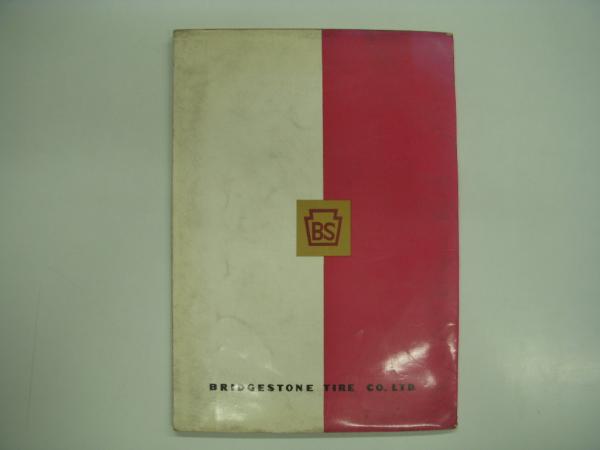 BS
BRIDGESTONE TIRE CO. LTD.